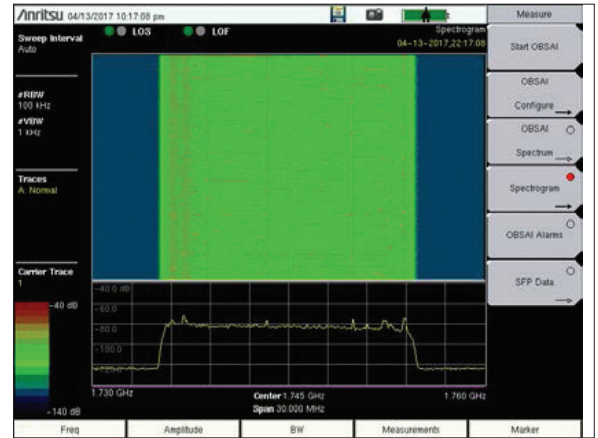 Anritsu 04/13/2017 10:17:08 pm
Measure
Sweep Interval
Auto
LOS
LOF
Spectrogram
04-13-2017,22:17:08
#RBW
100 kHz
#VBW
1 kHz
Traces
A: Normal
Carrier Trace
1
-40 dB
-140 dB
-40.0 dB
-60.0
-80.0
-100.0
-120.0
1.730 GHz
Center 1.745 GHz
1.760 GHz
Span 30.000 MHz
Start OBSAI
OBSAI
Configure
OBSAI
Spectrum
Spectrogram
OBSAI Alarms
SFP Data
Freq
Amplitude
BW
Measurements
Marker